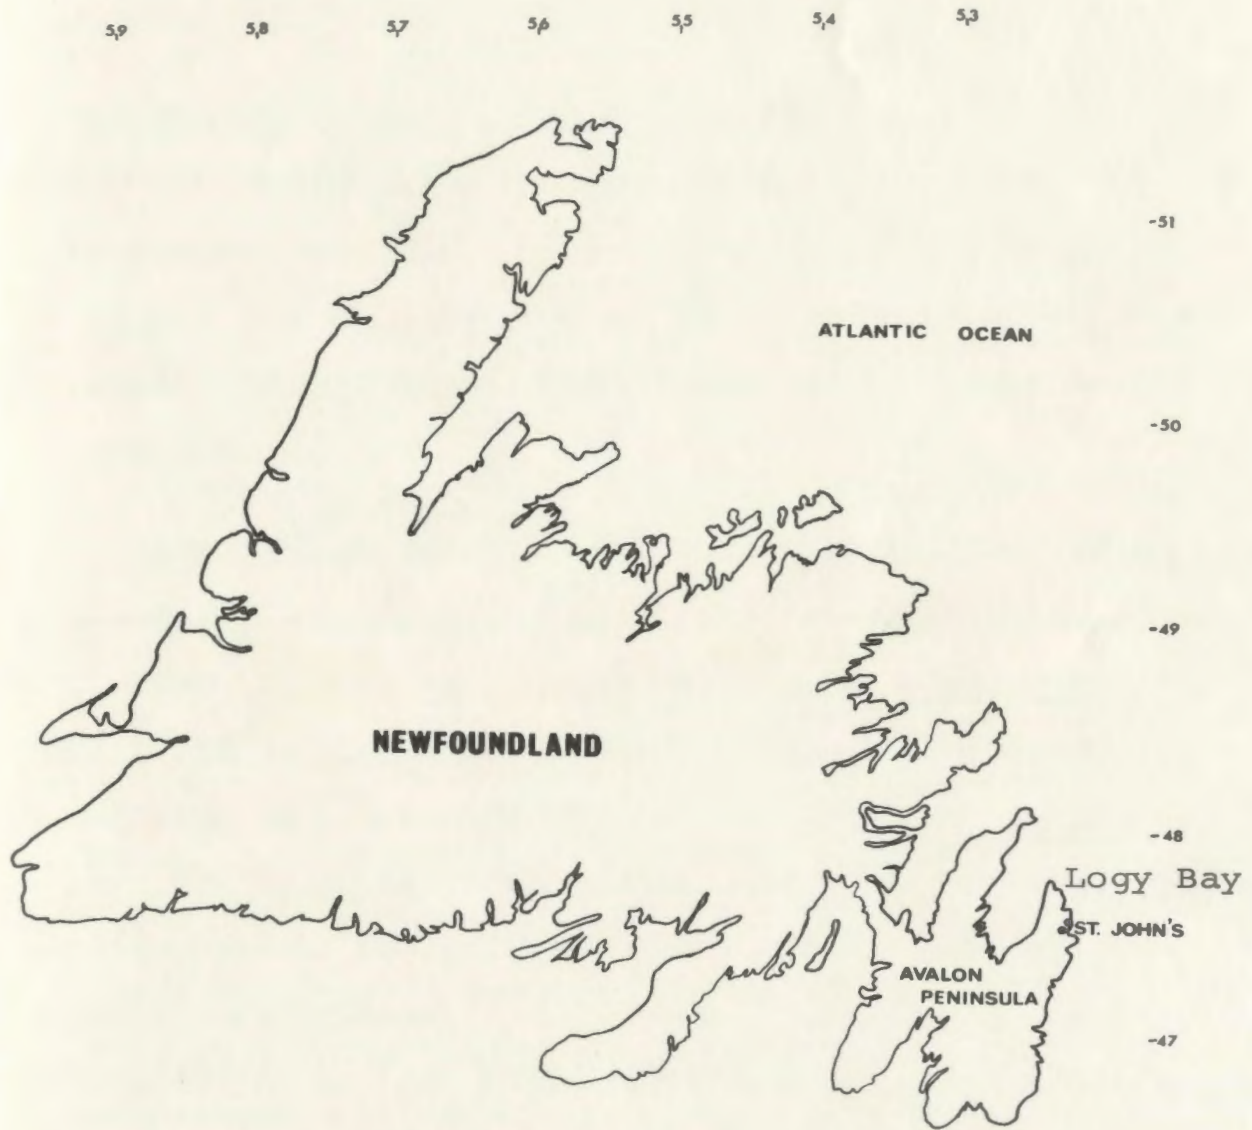 5,9 5,8 5,7 5,6 5,5 5,4 5,3
-51
ATLANTIC OCEAN
-50
-49
NEWFOUNDLAND
-48
Logy Bay
ST. JOHN'S
AVALON
PENINSULA
-47